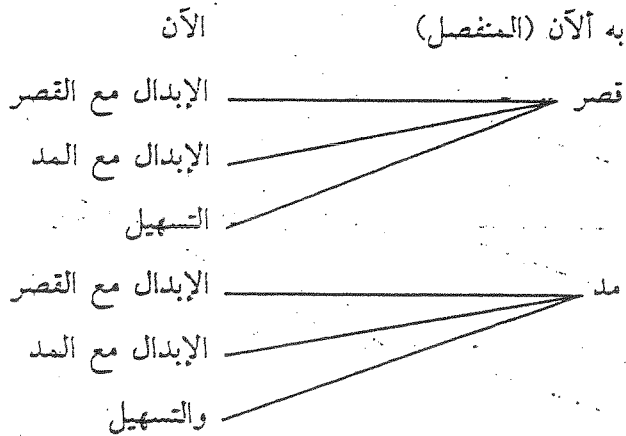 به ألآن (المنفصل) الآن
قصر الإبدال مع القصر
الإبدال مع المد
التسهيل
مد الإبدال مع القصر
الإبدال مع المد
والتسهيل